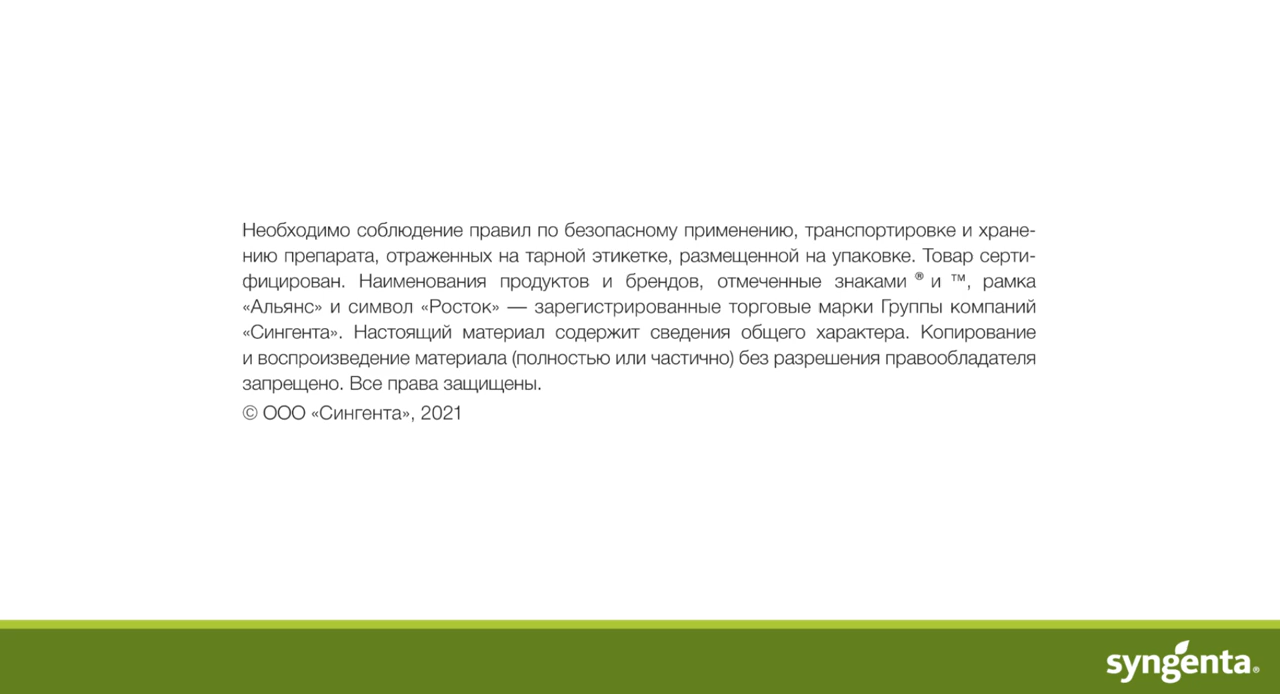 Необходимо соблюдение правил по безопасному применению, транспортировке и хране-
нию препарата, отраженных на тарной этикетке, размещенной на упаковке. Товар серти-
фицирован. Наименования продуктов и брендов, отмеченные знаками ® и ™, рамка
«Альянс» и символ «Росток» — зарегистрированные торговые марки Группы компаний
«Сингента». Настоящий материал содержит сведения общего характера. Копирование
и воспроизведение материала (полностью или частично) без разрешения правообладателя
запрещено. Все права защищены.
© ООО «Сингента», 2021
syngenta®